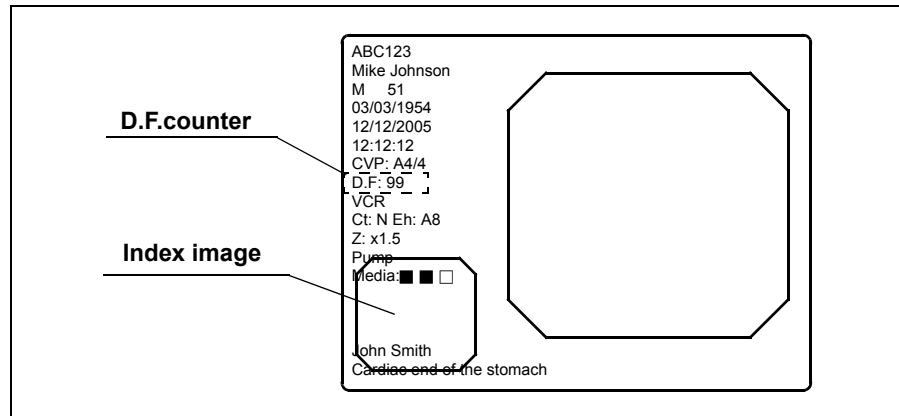 ABC123
Mike Johnson
M 51
03/03/1954
12/12/2005
12:12:12
CVP: A4/4
D.F: 99
VCR
Ct: N Eh: A8
Z: x1.5
Pump
Media:■ ■ □
John Smith
Cardiac end of the stomach
D.F.counter
Index image